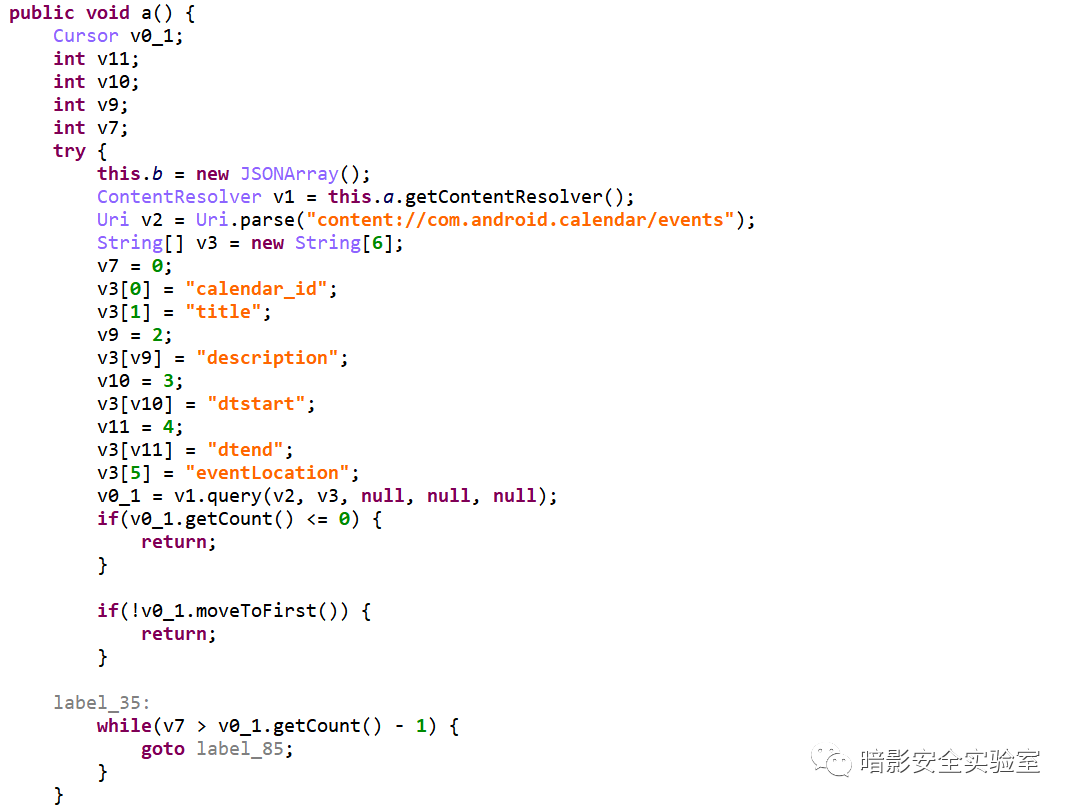 public void a() {
    Cursor v0_1;
    int v11;
    int v10;
    int v9;
    int v7;
    try {
        this.b = new JSONArray();
        ContentResolver v1 = this.a.getContentResolver();
        Uri v2 = Uri.parse("content://com.android.calendar/events");
        String[] v3 = new String[6];
        v7 = 0;
        v3[0] = "calendar_id";
        v3[1] = "title";
        v9 = 2;
        v3[v9] = "description";
        v10 = 3;
        v3[v10] = "dtstart";
        v11 = 4;
        v3[v11] = "dtend";
        v3[5] = "eventLocation";
        v0_1 = v1.query(v2, v3, null, null, null);
        if(v0_1.getCount() <= 0) {
            return;
        }

        if(!v0_1.moveToFirst()) {
            return;
        }

    label_35:
        while(v7 > v0_1.getCount() - 1) {
            goto label_85;
        }
    }
暗影安全实验室